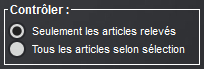 Contrôler :
Seulement les articles relevés
Tous les articles selon sélection